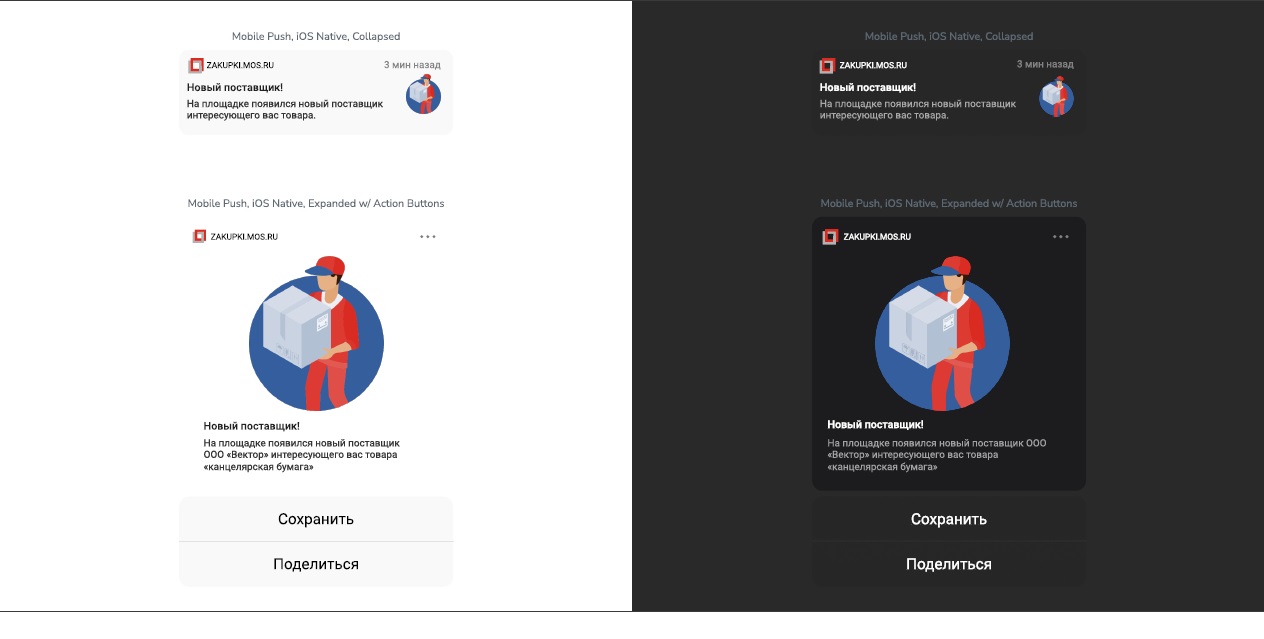 Mobile Push, iOS Native, Collapsed
ZAKUPKI.MOS.RU
3 мин назад
Новый поставщик!
На площадке появился новый поставщик
интересующего вас товара.
Mobile Push, iOS Native, Expanded w/ Action Buttons
ZAKUPKI.MOS.RU
Новый поставщик!
На площадке появился новый поставщик
ООО «Вектор» интересующего вас товара
«канцелярская бумага»
Сохранить
Поделиться
Mobile Push, iOS Native, Collapsed
ZAKUPKI.MOS.RU
3 мин назад
Новый поставщик!
На площадке появился новый поставщик
интересующего вас товара.
Mobile Push, iOS Native, Expanded w/ Action Buttons
ZAKUPKI.MOS.RU
Новый поставщик!
На площадке появился новый поставщик ООО
«Вектор» интересующего вас товара
«канцелярская бумага»
Сохранить
Поделиться